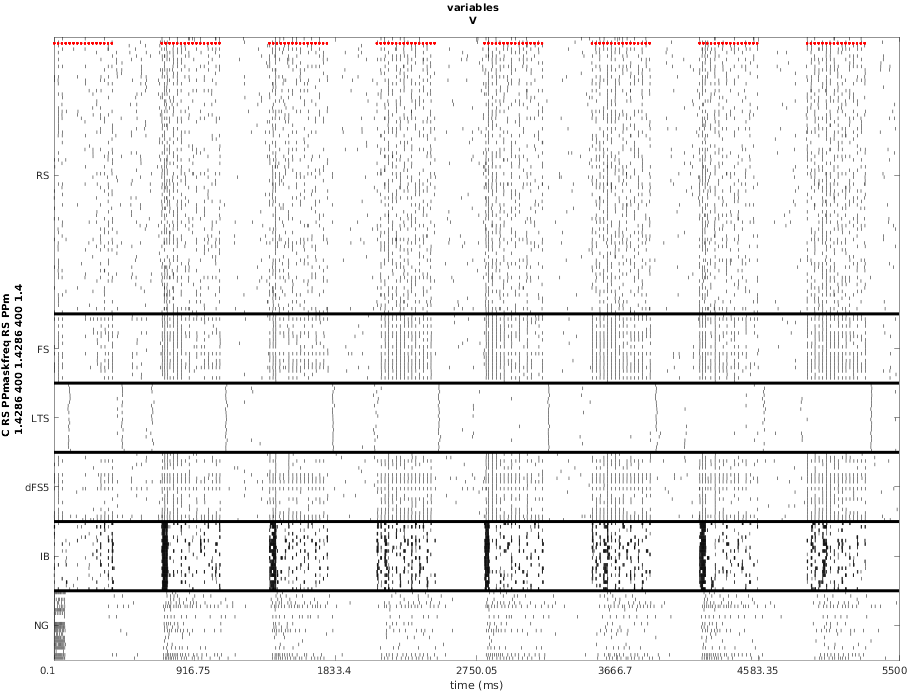 variables
V
C RS PPmaskfreq RS PPm
1.4286 400 1.4286 400 1.4
RS
FS
LTS
dFS5
IB
NG
0.1 916.75 1833.4 2750.05 3666.7 4583.35 5500
time (ms)